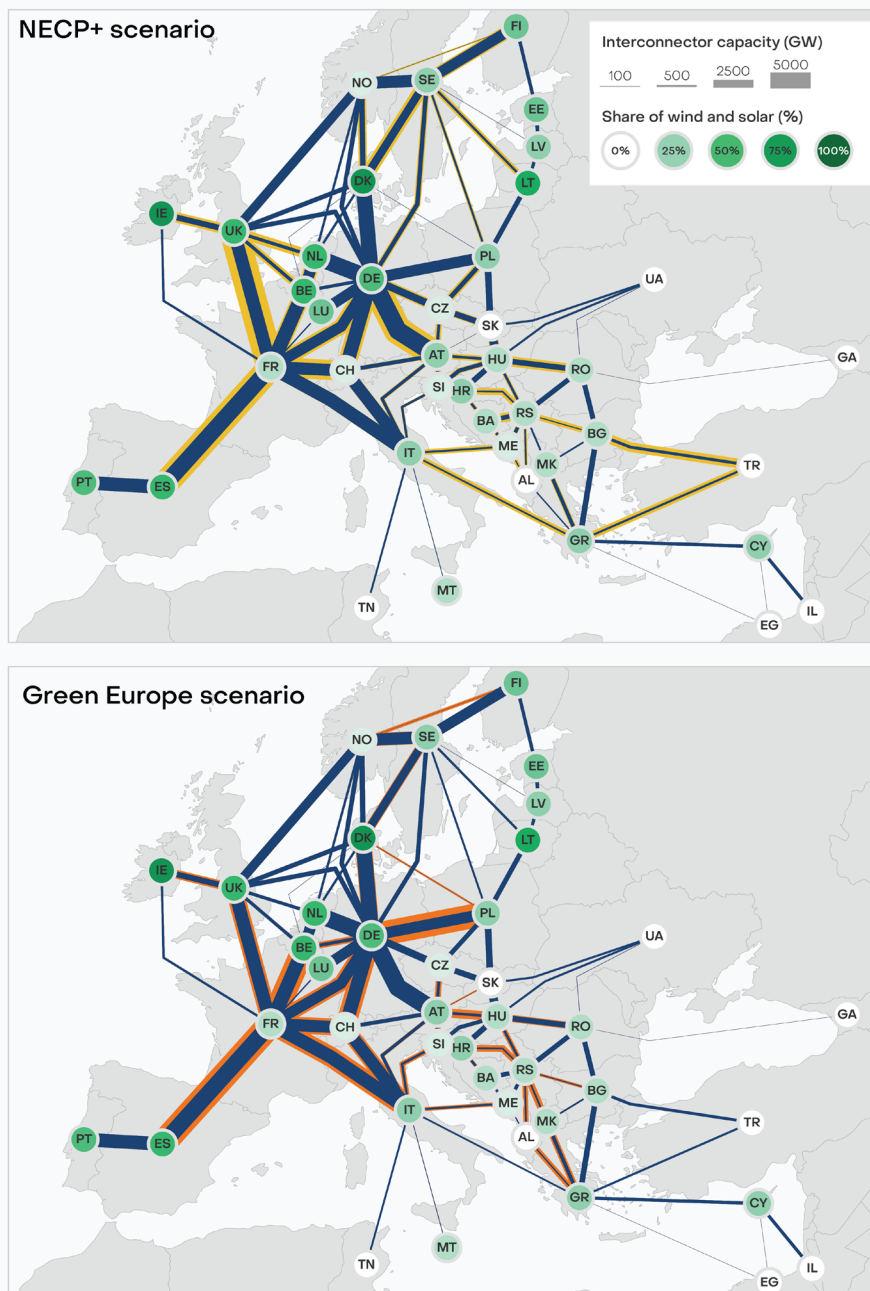 NECP+ scenario
Interconnector capacity (GW)
100 500 2500 5000
Share of wind and solar (%)
0% 25% 50% 75% 100%
FI
NO SE
EE
LV
DK LT
IE
UK
NL PL
DE UA
BE
LU CZ
SK
AT HU GA
FR CH RO
SI HR
BA RS
BG
IT ME
MK TR
PT ES AL
GR CY
MT
TN IL
EG
Green Europe scenario
FI
NO SE
EE
LV
DK LT
IE
UK
NL PL
DE UA
BE
LU CZ
SK
AT HU GA
FR CH RO
SI HR
BA RS
BG
IT ME
MK TR
PT ES AL
GR CY
MT
TN IL
EG